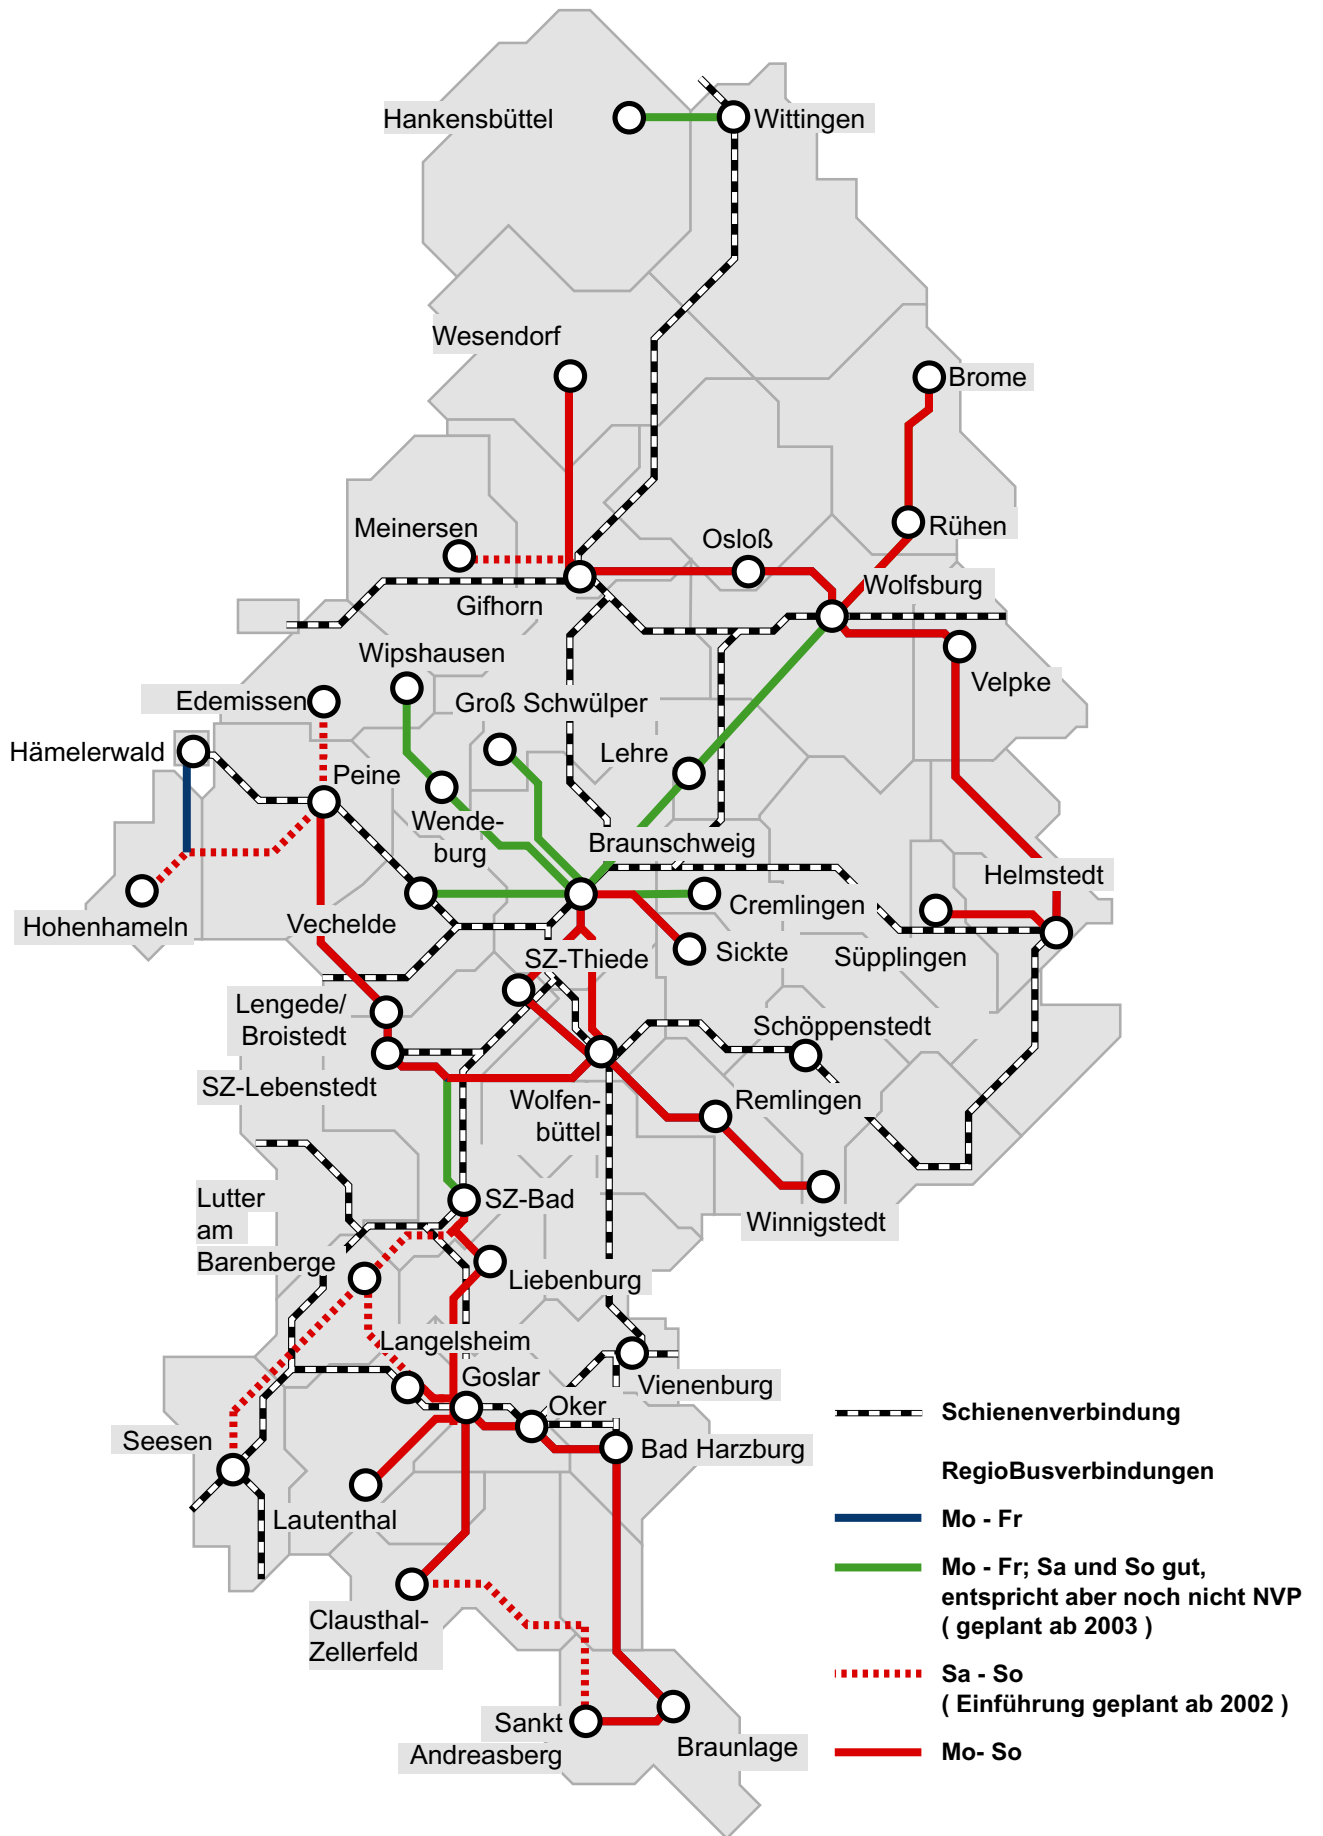 Hankensbüttel
Wittingen
Wesendorf
Brome
Meinersen
Osloß
Rühen
Wolfsburg
Gifhorn
Wipshausen
Velpke
Edemissen
Groß Schwülper
Hämelerwald
Lehre
Peine
Wende-
burg
Braunschweig
Helmstedt
Hohenhameln
Vechelde
Cremlingen
Sickte
Süpplingen
SZ-Thiede
Lengede/
Broistedt
Schöppenstedt
SZ-Lebenstedt
Wolfen-
büttel
Remlingen
Lutter
am
Barenberge
SZ-Bad
Winnigstedt
Liebenburg
Langelsheim
Goslar
Vienenburg
Oker
Seesen
Bad Harzburg
Lautenthal
Clausthal-
Zellerfeld
Sankt
Andreasberg
Braunlage
Schienenverbindung
RegioBusverbindungen
Mo - Fr
Mo - Fr; Sa und So gut,
entspricht aber noch nicht NVP
( geplant ab 2003 )
Sa - So
( Einführung geplant ab 2002 )
Mo- So